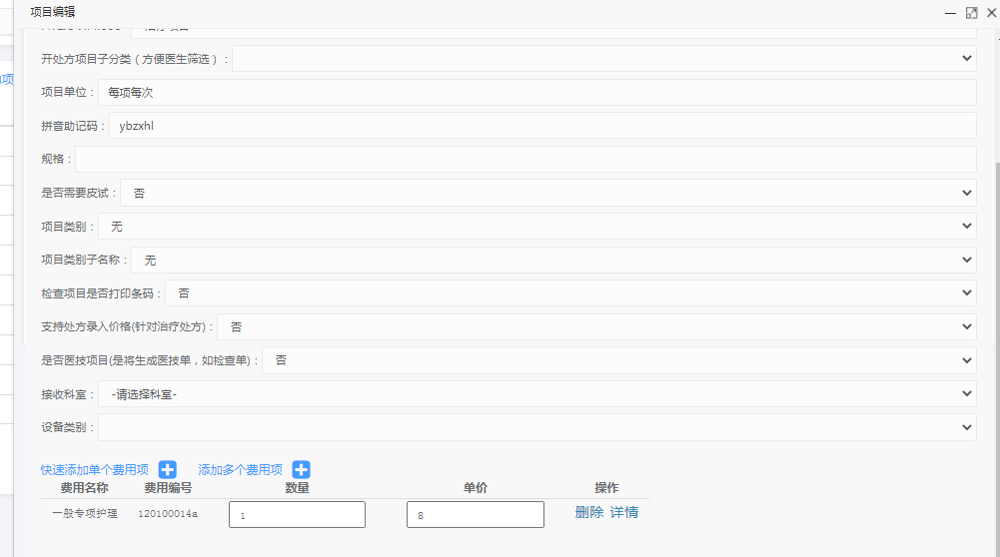 项目编辑
开处方项目子分类（方便医生筛选）：
项目单位： 每项每次
拼音助记码： ybzxhl
规格：
是否需要皮试： 否
项目类别： 无
项目类别子名称： 无
检查项目是否打印条码： 否
支持处方录入价格(针对治疗处方)： 否
是否医技项目(是将生成医技单，如检查单)： 否
接收科室： -请选择科室-
设备类别：
快速添加单个费用项 添加多个费用项
费用名称 费用编号 数量 单价 操作
一般专项护理 120100014a 1 8 删除 详情